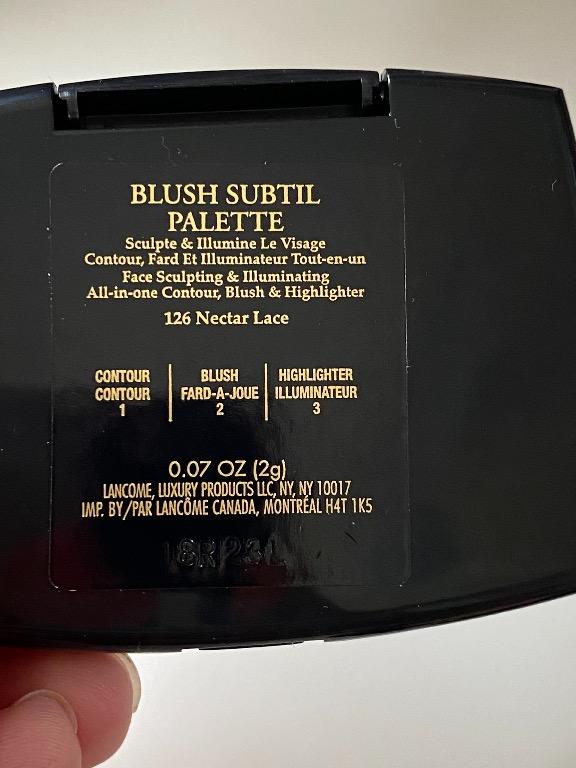 BLUSH SUBTIL
PALETTE
Sculpte & Illumine Le Visage
Contour, Fard Et Illuminateur Tout-en-un
Face Sculpting & Illuminating
All-in-one Contour, Blush & Highlighter
126 Nectar Lace
CONTOUR BLUSH HIGHLIGHTER
CONTOUR FARD-A-JOUE ILLUMINATEUR
1 2 3
0.07 OZ (2g)
LANCOME, LUXURY PRODUCTS LLC, NY, NY 10017
IMP. BY/PAR LANCÔME CANADA, MONTRÉAL H4T 1K5